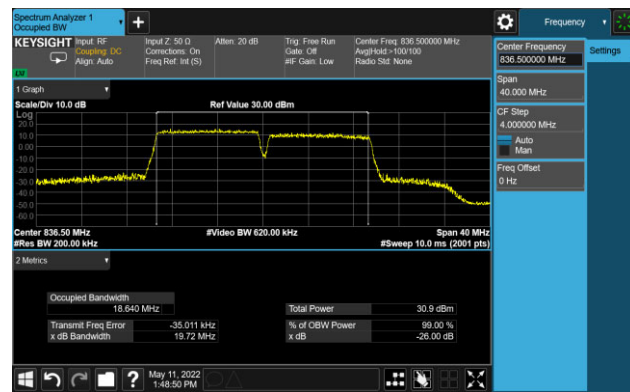 Spectrum Analyzer 1
Occupied BW
+
Frequency
KEYSIGHT
Input: RF
Coupling: DC
Align: Auto
Input Z: 50 Ω
Corrections: On
Freq Ref: Int (S)
Atten: 20 dB
Trig: Free Run
Gate: Off
#IF Gain: Low
Center Freq: 836.500000 MHz
Avg|Hold:>100/100
Radio Std: None
Center Frequency
836.500000 MHz
Settings
Span
40.000 MHz
CF Step
4.000000 MHz
Auto
Man
Freq Offset
0 Hz
1 Graph
Scale/Div 10.0 dB
Ref Value 30.00 dBm
Log
20.0
10.0
0.00
-10.0
-20.0
-30.0
-40.0
-50.0
-60.0
Center 836.50 MHz
#Video BW 620.00 kHz
Span 40 MHz
#Res BW 200.00 kHz
#Sweep 10.0 ms (2001 pts)
2 Metrics
Occupied Bandwidth
18.640 MHz
Total Power
30.9 dBm
Transmit Freq Error
-35.011 kHz
% of OBW Power
99.00 %
x dB Bandwidth
19.72 MHz
x dB
-26.00 dB
?
May 11, 2022
1:48:50 PM